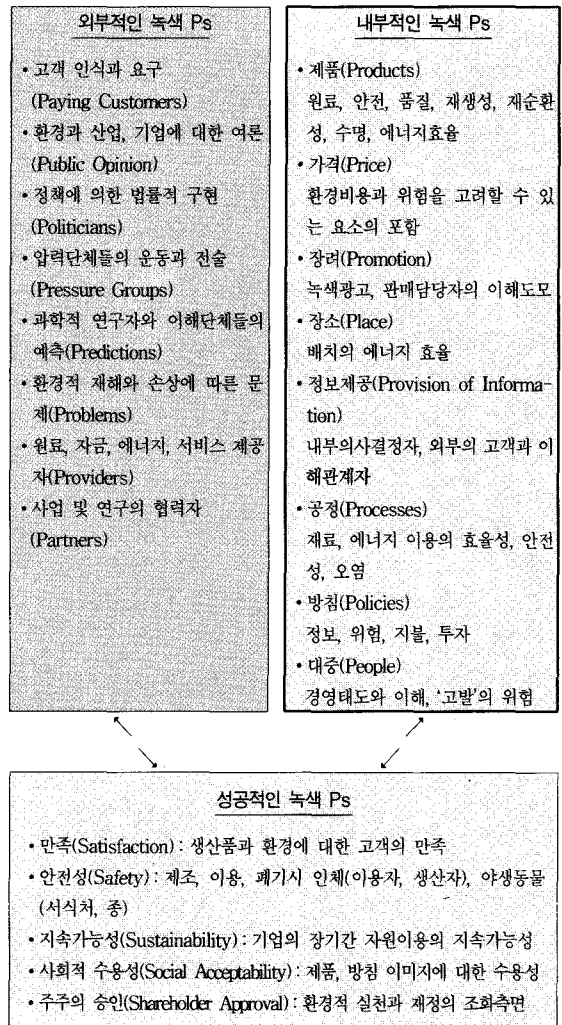 외부적인 녹색 Ps
• 고객 인식과 요구
(Paying Customers)
• 환경과 산업, 기업에 대한 여론
(Public Opinion)
• 정책에 의한 법률적 구현
(Politicians)
• 압력단체들의 운동과 전술
(Pressure Groups)
• 과학적 연구자와 이해단체들의
예측(Predictions)
• 환경적 재해와 손상에 따른 문
제(Problems)
• 원료, 자금, 에너지, 서비스 제공
자(Providers)
• 사업 및 연구의 협력자
(Partners)
내부적인 녹색 Ps
• 제품(Products)
원료, 안전, 품질, 재생성, 재순환
성, 수명, 에너지효율
• 가격(Price)
환경비용과 위험을 고려할 수 있
는 요소의 포함
• 장려(Promotion)
녹색광고, 판매담당자의 이해도모
• 장소(Place)
배치의 에너지 효율
• 정보제공(Provision of Informa-
tion)
내부의사결정자, 외부의 고객과 이
해관계자
• 공정(Processes)
재료, 에너지 이용의 효율성, 안전
성, 오염
• 방침(Policies)
정보, 위험, 지불, 투자
• 대중(People)
경영태도와 이해, '고발'의 위험
성공적인 녹색 Ps
• 만족(Satisfaction) : 생산품과 환경에 대한 고객의 만족
• 안전성(Safety) : 제조, 이용, 폐기시 인체(이용자, 생산자), 야생동물
(서식처, 종)
• 지속가능성(Sustainability) : 기업의 장기간 자원이용의 지속가능성
• 사회적 수용성(Social Acceptability) : 제품, 방침 이미지에 대한 수용성
• 주주의 승인(Shareholder Approval) : 환경적 실천과 재정의 조화측면